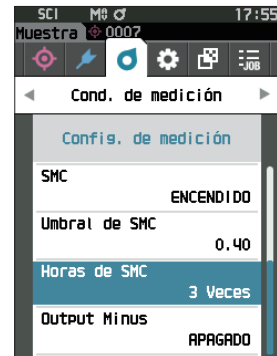 SCI M0 17:55
Muestra 0007
-JOB
Cond. de medición
Config. de medición
SMC
ENCENDIDO
Umbral de SMC
0.40
Horas de SMC
3 Veces
Output Minus
APAGADO